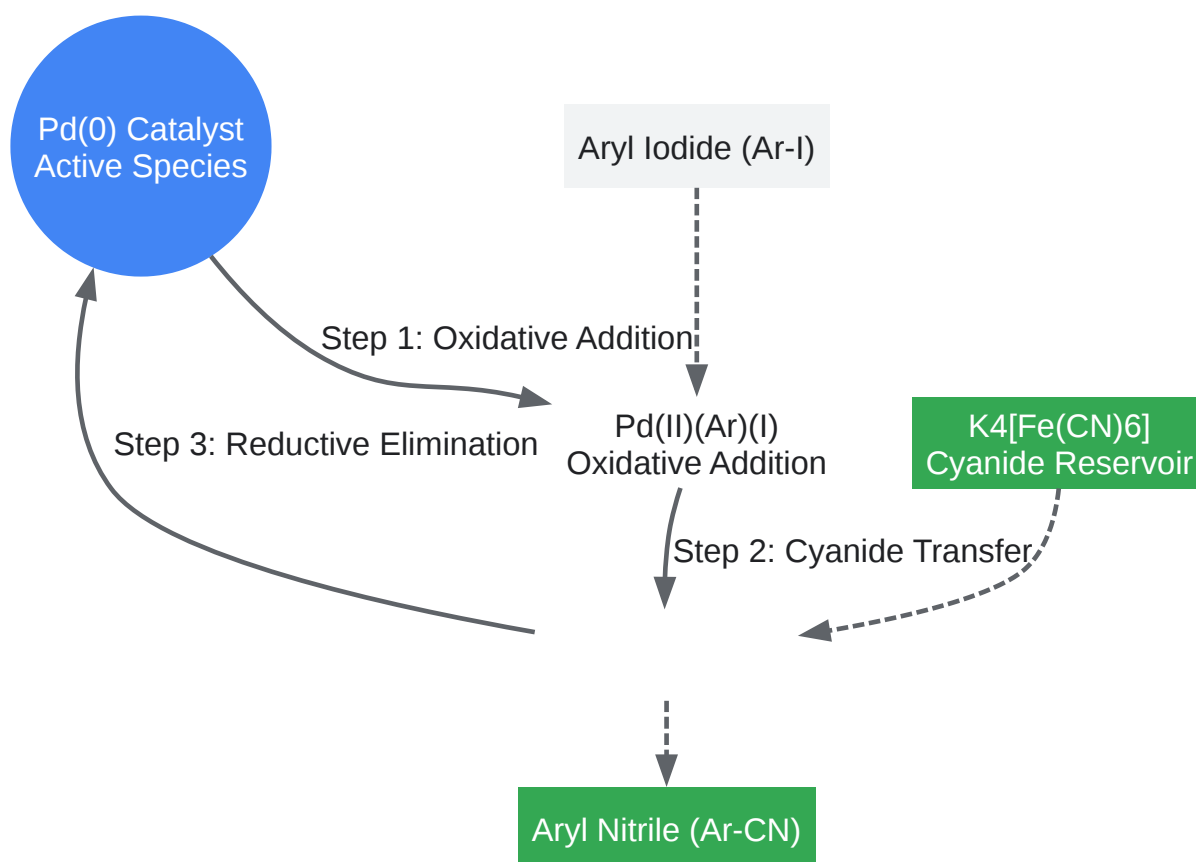 Pd(0) Catalyst
Active Species
Aryl Iodide (Ar-I)
Step 1: Oxidative Addition
Pd(II)(Ar)(I)
Oxidative Addition
K4[Fe(CN)6]
Cyanide Reservoir
Step 3: Reductive Elimination
Step 2: Cyanide Transfer
Aryl Nitrile (Ar-CN)